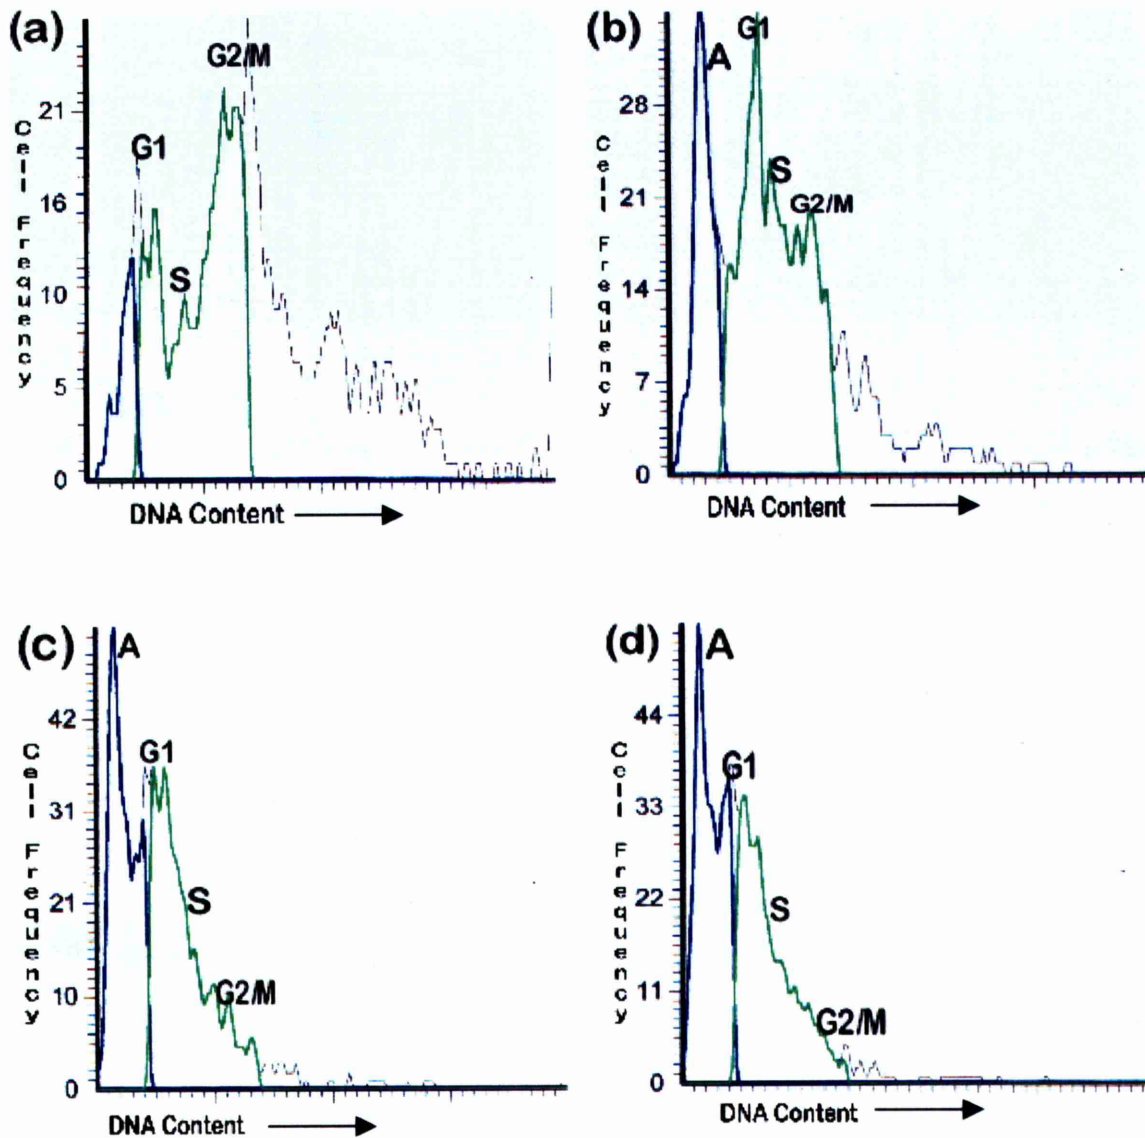 (a)
G2/M
21
G1
16
S
10
5
0
Cell Frequency
DNA Content
(b)
G1
A
28
S
21
G2/M
14
7
0
Cell Frequency
DNA Content
(c)
A
42
G1
31
21
S
10
G2/M
0
Cell Frequency
DNA Content
(d)
A
44
G1
33
22
S
11
G2/M
0
Cell Frequency
DNA Content